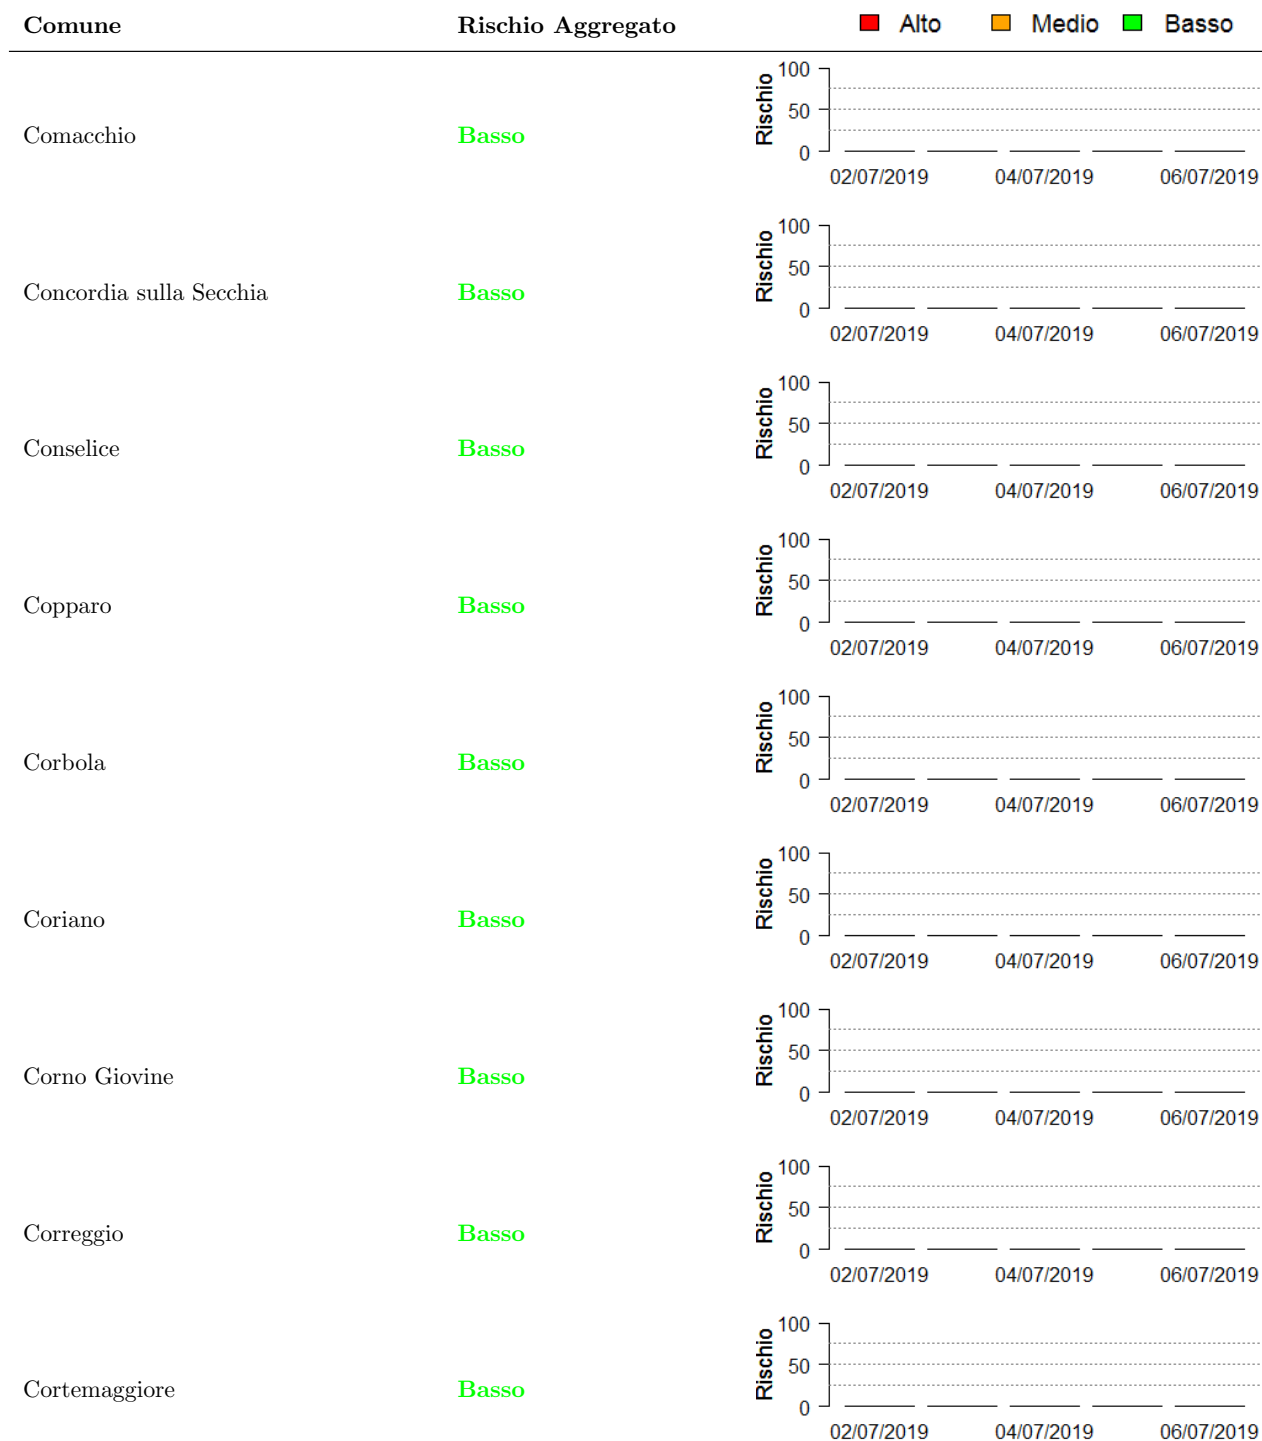 Comune Rischio Aggregato Alto Medio Basso
Comacchio Basso Rischio 100 50 0
02/07/2019 04/07/2019 06/07/2019
Concordia sulla Secchia Basso Rischio 100 50 0
02/07/2019 04/07/2019 06/07/2019
Conselice Basso Rischio 100 50 0
02/07/2019 04/07/2019 06/07/2019
Copparo Basso Rischio 100 50 0
02/07/2019 04/07/2019 06/07/2019
Corbola Basso Rischio 100 50 0
02/07/2019 04/07/2019 06/07/2019
Coriano Basso Rischio 100 50 0
02/07/2019 04/07/2019 06/07/2019
Corno Giovine Basso Rischio 100 50 0
02/07/2019 04/07/2019 06/07/2019
Correggio Basso Rischio 100 50 0
02/07/2019 04/07/2019 06/07/2019
Cortemaggiore Basso Rischio 100 50 0
02/07/2019 04/07/2019 06/07/2019